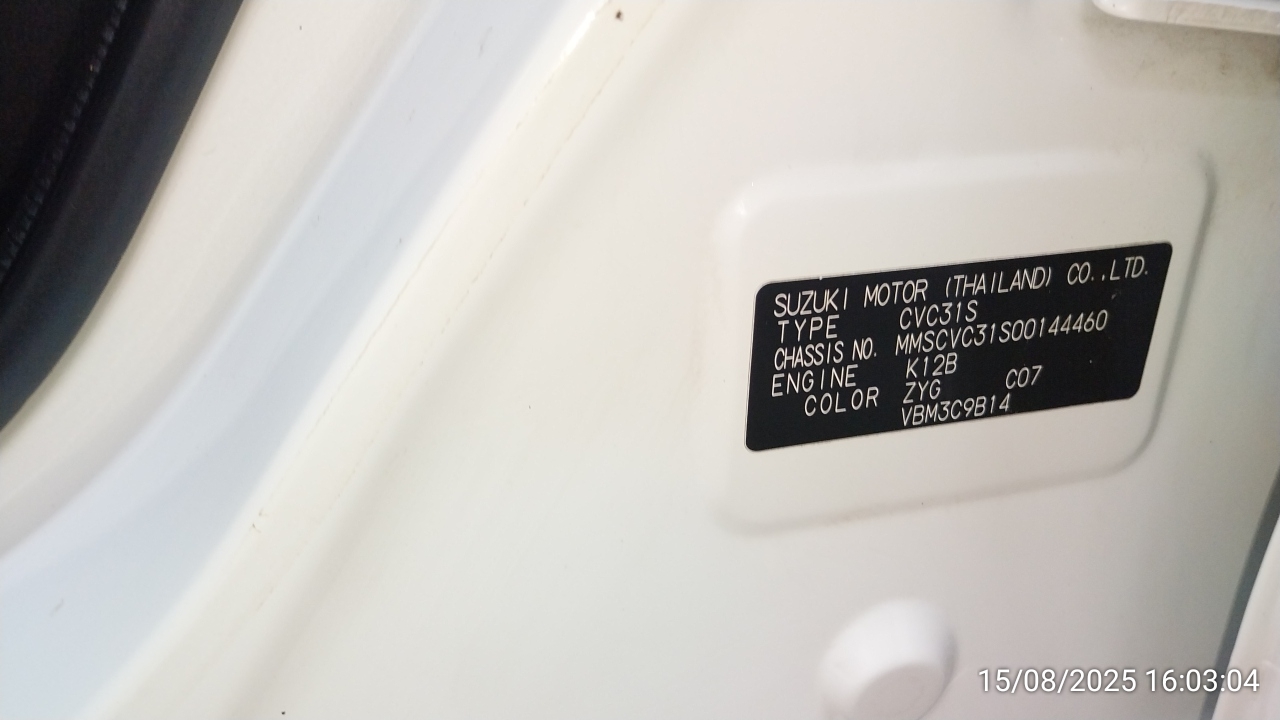 SUZUKI MOTOR (THAILAND) CO.,LTD.
TYPE CVC31S
CHASSIS NO. MMSCVC31S00144460
ENGINE K12B
COLOR ZYG C07
VBM3C9B14
15/08/2025 16:03:04